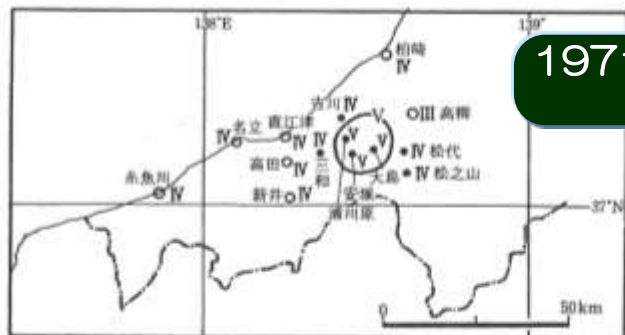 138°E
139°
197
柏崎
IV
吉川 IV
V
III 高柳
直江津
IV
名立
IV
IV
三和
V
V
V
IV 松代
高田
IV
IV 松之山
大島
糸魚川
IV
新井
IV
安塚
浦川原
37°N
0
50km